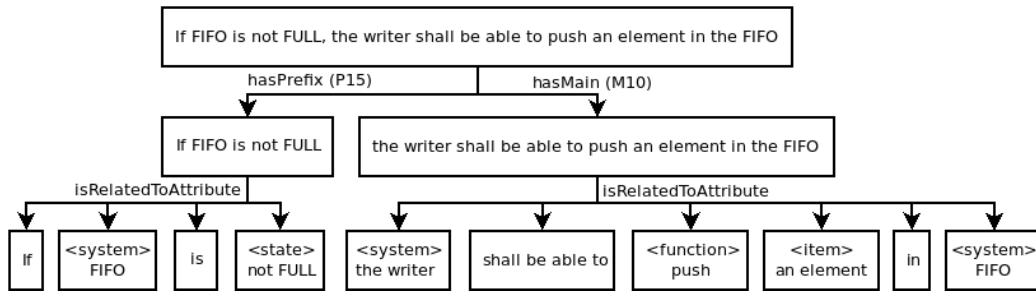 If FIFO is not FULL, the writer shall be able to push an element in the FIFO
hasPrefix (P15)
hasMain (M10)
If FIFO is not FULL
the writer shall be able to push an element in the FIFO
isRelatedToAttribute
isRelatedToAttribute
If
<system>
FIFO
is
<state>
not FULL
<system>
the writer
shall be able to
<function>
push
<item>
an element
in
<system>
FIFO